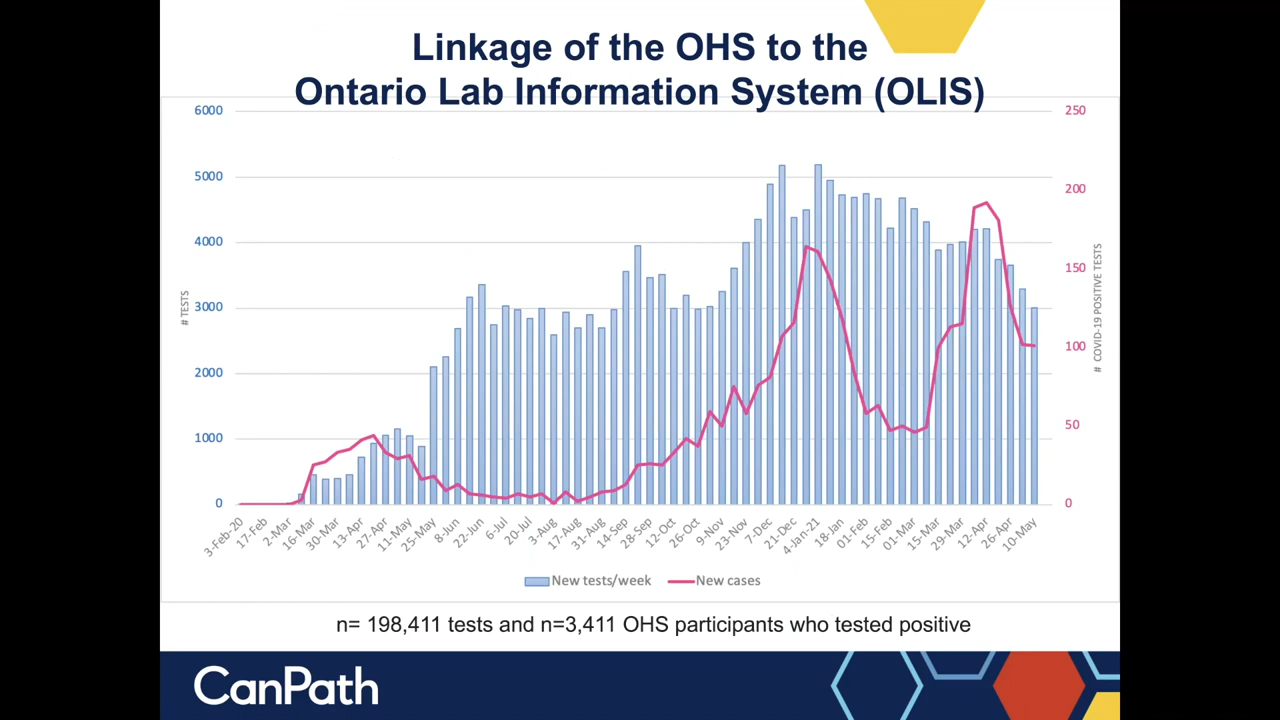 Linkage of the OHS to the
Ontario Lab Information System (OLIS)
6000
5000
4000
3000
2000
1000
0
# TESTS
250
200
150
100
50
0
# COVID-19 POSITIVE TESTS
3-Feb-20
17-Feb
2-Mar
16-Mar
30-Mar
13-Apr
27-Apr
11-May
25-May
8-Jun
22-Jun
6-Jul
20-Jul
3-Aug
17-Aug
31-Aug
14-Sep
28-Sep
12-Oct
26-Oct
9-Nov
23-Nov
7-Dec
21-Dec
4-Jan-21
18-Jan
01-Feb
15-Feb
01-Mar
15-Mar
29-Mar
12-Apr
26-Apr
10-May
New tests/week New cases
n= 198,411 tests and n=3,411 OHS participants who tested positive
CanPath